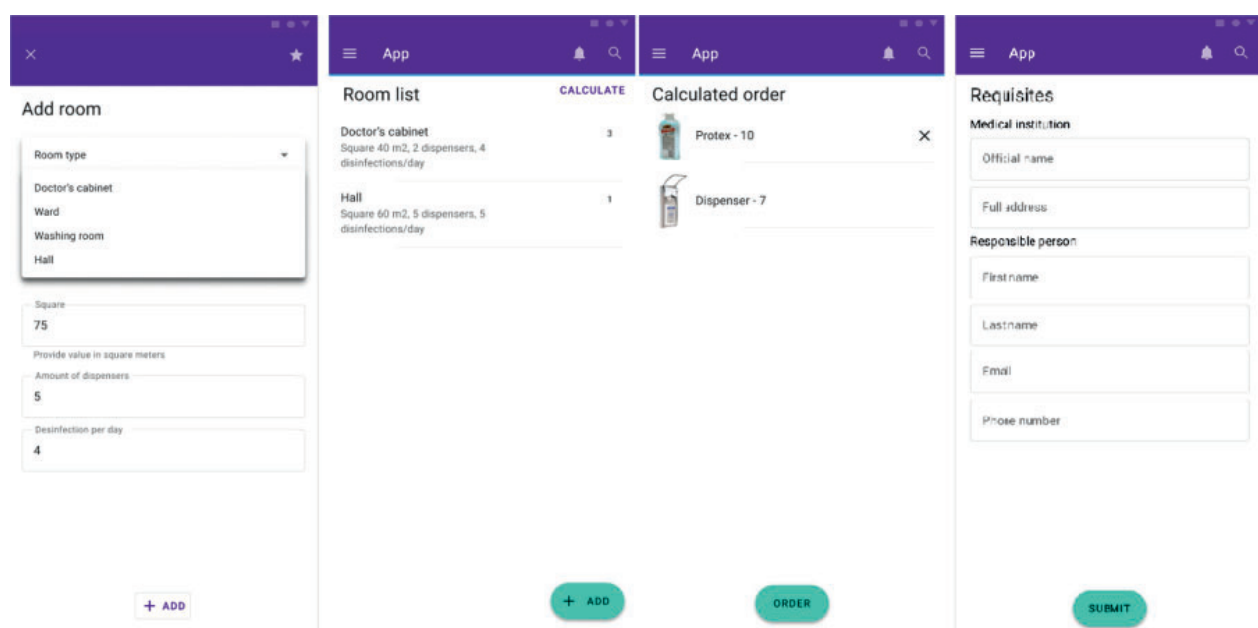 Add room
Room type
Doctor's cabinet
Ward
Washing room
Hall
Square
75
Provide value in square meters
Amount of dispensers
5
Desinfection per day
4
+ ADD
App
Room list
CALCULATE
Doctor's cabinet
3
Square 40 m2, 2 dispensers, 4
disinfections/day
Hall
1
Square 60 m2, 5 dispensers, 5
disinfections/day
+ ADD
App
Calculated order
Protex - 10
Dispenser - 7
ORDER
App
Requisites
Medical institution
Official name
Full address
Responsible person
First name
Lastname
Email
Phone number
SUBMIT